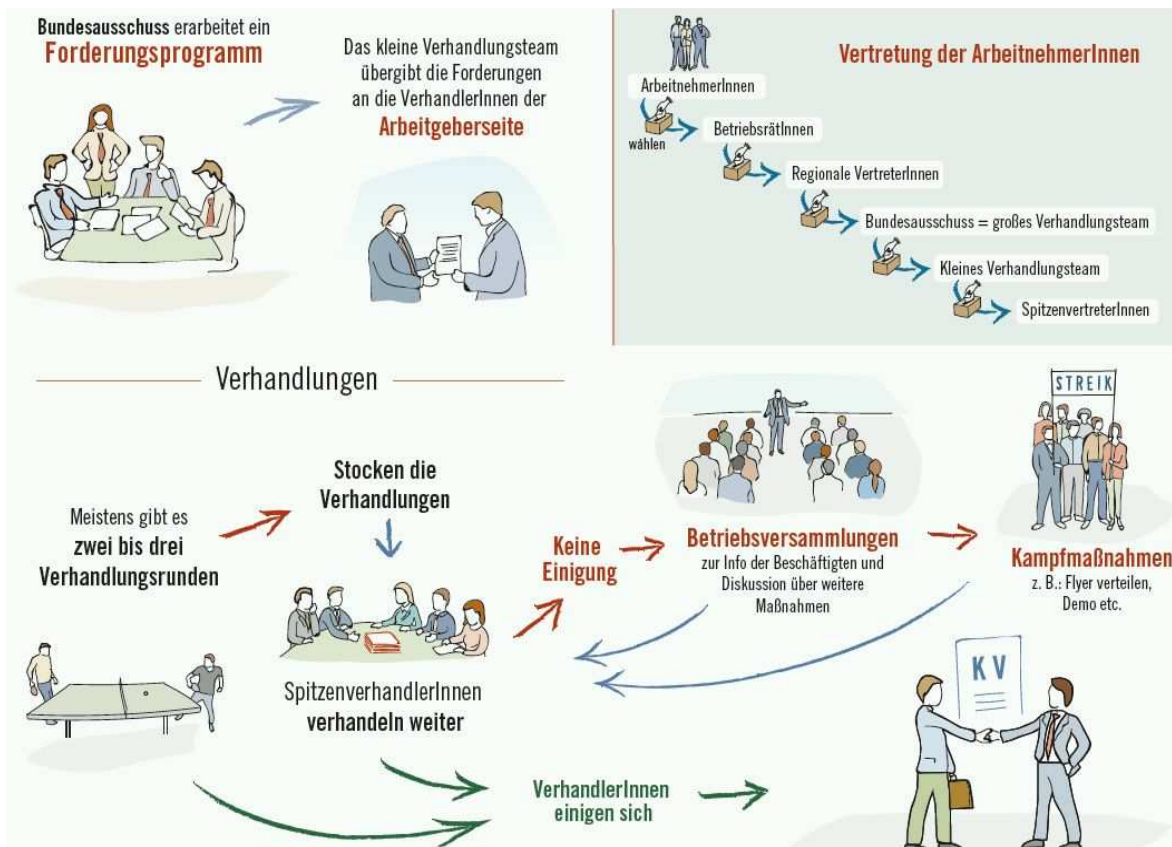 Bundesausschuss erarbeitet ein
Forderungsprogramm
Das kleine Verhandlungsteam
übergibt die Forderungen
an die VerhandlerInnen der
Arbeitgeberseite
Vertretung der ArbeitnehmerInnen
ArbeitnehmerInnen
wählen
BetriebsrätInnen
Regionale VertreterInnen
Bundesausschuss = großes Verhandlungsteam
Kleines Verhandlungsteam
SpitzenvertreterInnen
Verhandlungen
Meistens gibt es
zwei bis drei
Verhandlungsrunden
Stocken die
Verhandlungen
SpitzenverhandlerInnen
verhandeln weiter
Keine
Einigung
Betriebsversammlungen
zur Info der Beschäftigten und
Diskussion über weitere
Maßnahmen
STREIK
Kampfmaßnahmen
z. B.: Flyer verteilen,
Demo etc.
VerhandlerInnen
einigen sich
KV